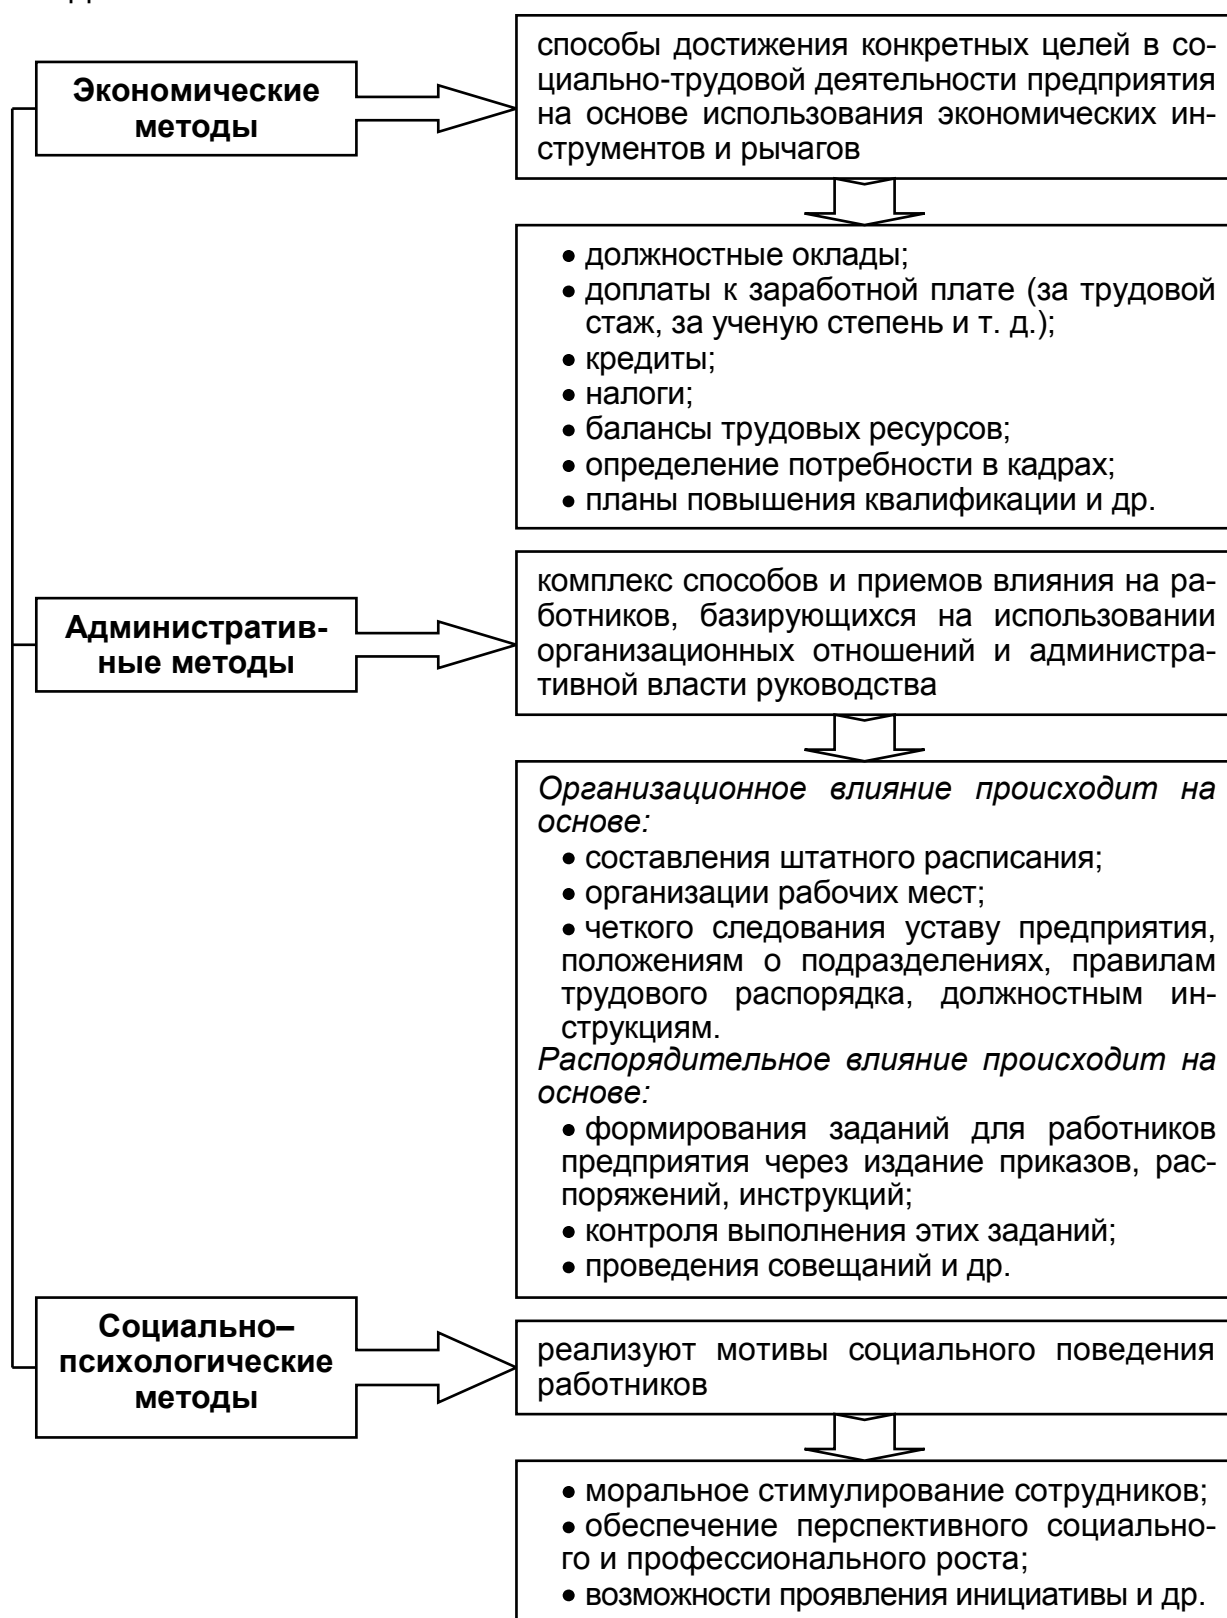 Экономические
методы
способы достижения конкретных целей в со-
циально-трудовой деятельности предприятия
на основе использования экономических ин-
струментов и рычагов
• должностные оклады;
• доплаты к заработной плате (за трудовой
стаж, за ученую степень и т. д.);
• кредиты;
• налоги;
• балансы трудовых ресурсов;
• определение потребности в кадрах;
• планы повышения квалификации и др.
Административ-
ные методы
комплекс способов и приемов влияния на ра-
ботников, базирующихся на использовании
организационных отношений и администра-
тивной власти руководства
Организационное влияние происходит на
основе:
• составления штатного расписания;
• организации рабочих мест;
• четкого следования уставу предприятия,
положениям о подразделениях, правилам
трудового распорядка, должностным ин-
струкциям.
Распорядительное влияние происходит на
основе:
• формирования заданий для работников
предприятия через издание приказов, рас-
поряжений, инструкций;
• контроля выполнения этих заданий;
• проведения совещаний и др.
Социально–
психологические
методы
реализуют мотивы социального поведения
работников
• моральное стимулирование сотрудников;
• обеспечение перспективного социально-
го и профессионального роста;
• возможности проявления инициативы и др.